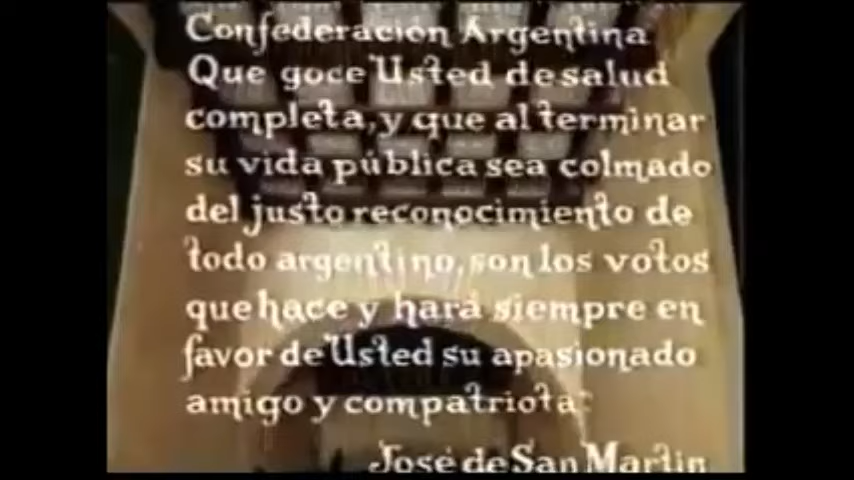 Confederación Argentina
Que goce Usted de salud
completa, y que al terminar
su vida pública sea colmado
del justo reconocimiento de
todo argentino, son los votos
que hace y hará siempre en
favor de Usted su apasionado
amigo y compatriota:
José de San Martín